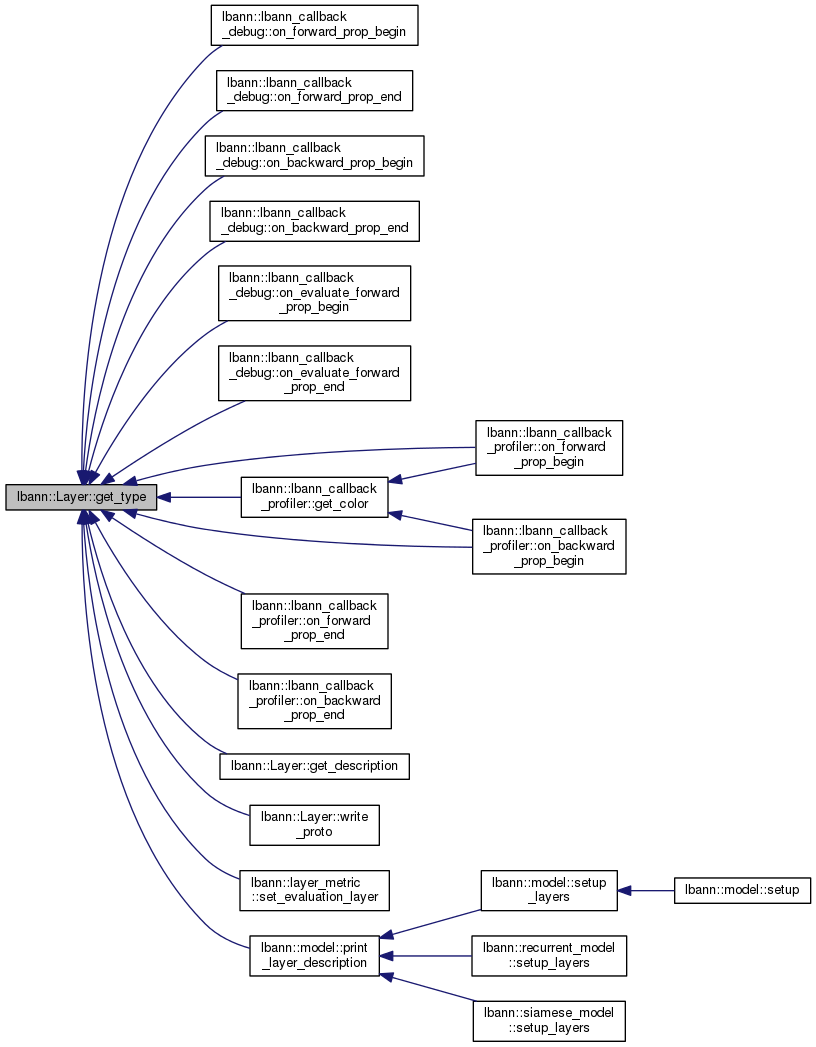 lbann::lbann_callback
_debug::on_forward_prop_begin
lbann::lbann_callback
_debug::on_forward_prop_end
lbann::lbann_callback
_debug::on_backward_prop_begin
lbann::lbann_callback
_debug::on_backward_prop_end
lbann::lbann_callback
_debug::on_evaluate_forward
_prop_begin
lbann::lbann_callback
_debug::on_evaluate_forward
_prop_end
lbann::lbann_callback
_profiler::on_forward
_prop_begin
lbann::Layer::get_type
lbann::lbann_callback
_profiler::get_color
lbann::lbann_callback
_profiler::on_backward
_prop_begin
lbann::lbann_callback
_profiler::on_forward
_prop_end
lbann::lbann_callback
_profiler::on_backward
_prop_end
lbann::Layer::get_description
lbann::Layer::write
_proto
lbann::layer_metric
::set_evaluation_layer
lbann::model::setup
_layers
lbann::model::setup
lbann::model::print
_layer_description
lbann::recurrent_model
::setup_layers
lbann::siamese_model
::setup_layers